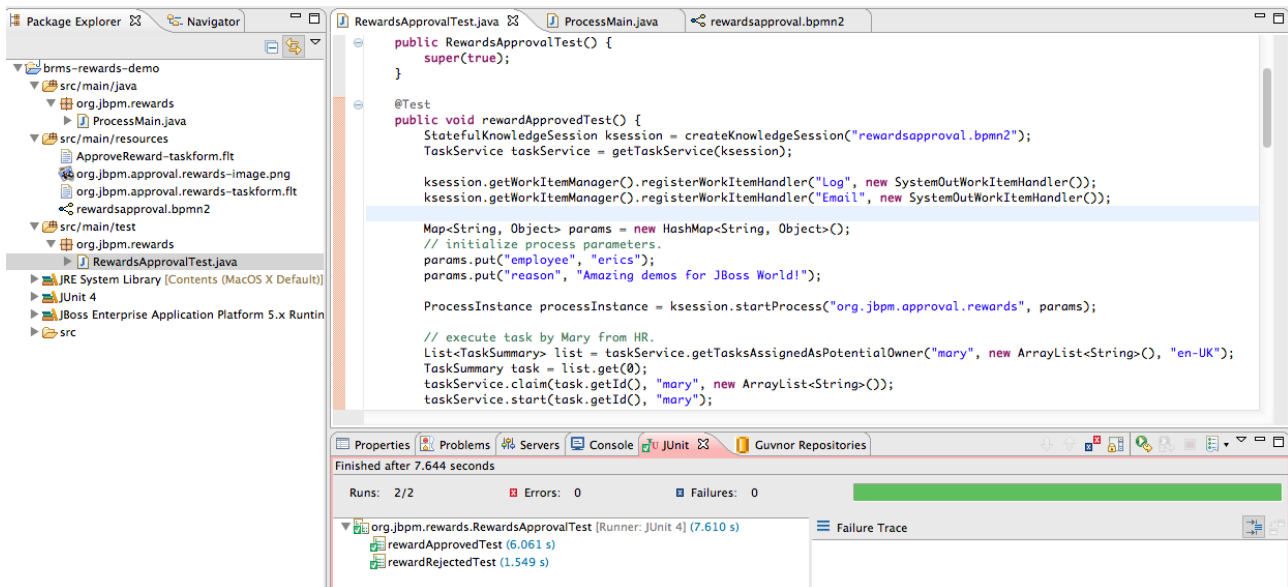 Package Explorer
Navigator
brms-rewards-demo
src/main/java
org.jbpm.rewards
ProcessMain.java
src/main/resources
ApproveReward-taskform.flt
org.jbpm.approval.rewards-image.png
org.jbpm.approval.rewards-taskform.flt
rewardsapproval.bpmn2
src/main/test
org.jbpm.rewards
RewardsApprovalTest.java
JRE System Library [Contents (MacOS X Default)]
JUnit 4
JBoss Enterprise Application Platform 5.x Runtin
src
RewardsApprovalTest.java
ProcessMain.java
rewardsapproval.bpmn2
public RewardsApprovalTest() {
super(true);
}
@Test
public void rewardApprovedTest() {
StatefulKnowledgeSession ksession = createKnowledgeSession("rewardsapproval.bpmn2");
TaskService taskService = getTaskService(ksession);
ksession.getWorkItemManager().registerWorkItemHandler("Log", new SystemOutWorkItemHandler());
ksession.getWorkItemManager().registerWorkItemHandler("Email", new SystemOutWorkItemHandler());
Map<String, Object> params = new HashMap<String, Object>();
// initialize process parameters.
params.put("employee", "erics");
params.put("reason", "Amazing demos for JBoss World!");
ProcessInstance processInstance = ksession.startProcess("org.jbpm.approval.rewards", params);
// execute task by Mary from HR.
List<TaskSummary> list = taskService.getTasksAssignedAsPotentialOwner("mary", new ArrayList<String>(), "en-UK");
TaskSummary task = list.get(0);
taskService.claim(task.getId(), "mary", new ArrayList<String>());
taskService.start(task.getId(), "mary");
Properties
Problems
Servers
Console
JUnit
Guvnor Repositories
Finished after 7.644 seconds
Runs: 2/2
Errors: 0
Failures: 0
org.jbpm.rewards.RewardsApprovalTest [Runner: JUnit 4] (7.610 s)
rewardApprovedTest (6.061 s)
rewardRejectedTest (1.549 s)
Failure Trace